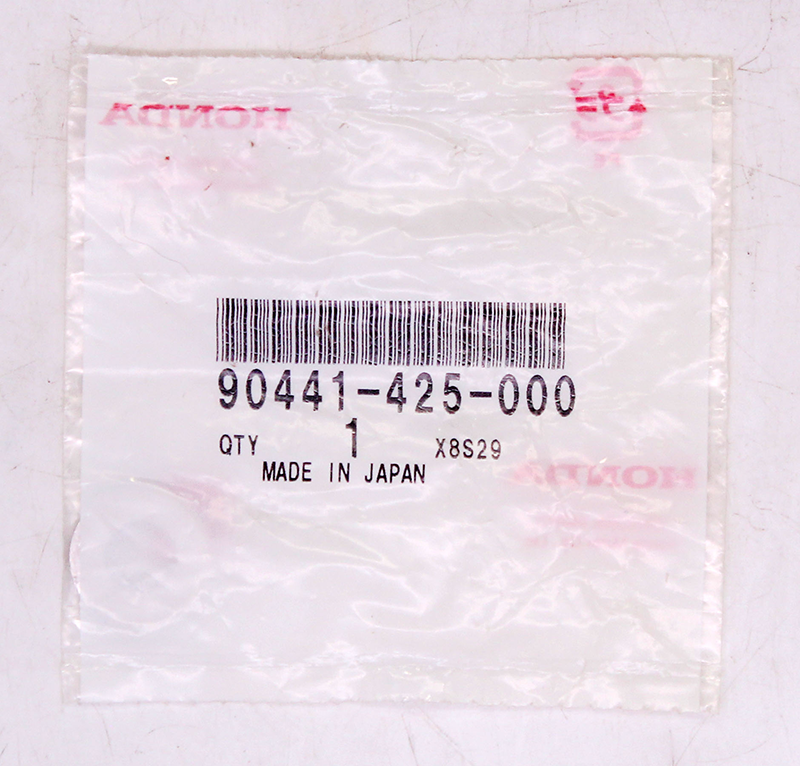 HONDA
90441-425-000
QTY 1 X8S29
MADE IN JAPAN
HONDA